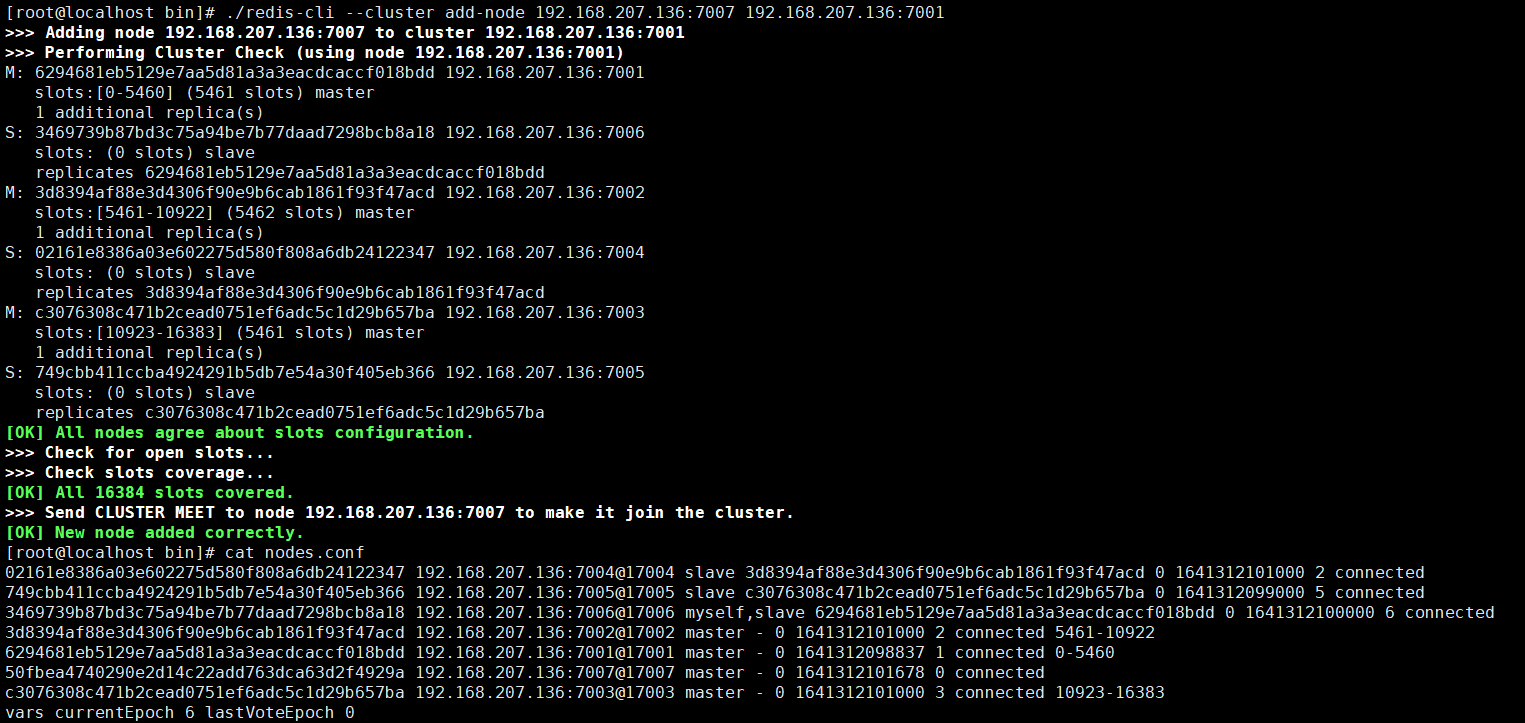 [root@localhost bin]# ./redis-cli --cluster add-node 192.168.207.136:7007 192.168.207.136:7001
>>> Adding node 192.168.207.136:7007 to cluster 192.168.207.136:7001
>>> Performing Cluster Check (using node 192.168.207.136:7001)
M: 6294681eb5129e7aa5d81a3a3eacdcaccf018bdd 192.168.207.136:7001
   slots:[0-5460] (5461 slots) master
   1 additional replica(s)
S: 3469739b87bd3c75a94be7b77daad7298bcb8a18 192.168.207.136:7006
   slots: (0 slots) slave
   replicates 6294681eb5129e7aa5d81a3a3eacdcaccf018bdd
M: 3d8394af88e3d4306f90e9b6cab1861f93f47acd 192.168.207.136:7002
   slots:[5461-10922] (5462 slots) master
   1 additional replica(s)
S: 02161e8386a03e602275d580f808a6db24122347 192.168.207.136:7004
   slots: (0 slots) slave
   replicates 3d8394af88e3d4306f90e9b6cab1861f93f47acd
M: c3076308c471b2cead0751ef6adc5c1d29b657ba 192.168.207.136:7003
   slots:[10923-16383] (5461 slots) master
   1 additional replica(s)
S: 749cbb411ccba4924291b5db7e54a30f405eb366 192.168.207.136:7005
   slots: (0 slots) slave
   replicates c3076308c471b2cead0751ef6adc5c1d29b657ba
[OK] All nodes agree about slots configuration.
>>> Check for open slots...
>>> Check slots coverage...
[OK] All 16384 slots covered.
>>> Send CLUSTER MEET to node 192.168.207.136:7007 to make it join the cluster.
[OK] New node added correctly.
[root@localhost bin]# cat nodes.conf
02161e8386a03e602275d580f808a6db24122347 192.168.207.136:7004@17004 slave 3d8394af88e3d4306f90e9b6cab1861f93f47acd 0 1641312101000 2 connected
749cbb411ccba4924291b5db7e54a30f405eb366 192.168.207.136:7005@17005 slave c3076308c471b2cead0751ef6adc5c1d29b657ba 0 1641312099000 5 connected
3469739b87bd3c75a94be7b77daad7298bcb8a18 192.168.207.136:7006@17006 myself,slave 6294681eb5129e7aa5d81a3a3eacdcaccf018bdd 0 1641312100000 6 connected
3d8394af88e3d4306f90e9b6cab1861f93f47acd 192.168.207.136:7002@17002 master - 0 1641312101000 2 connected 5461-10922
6294681eb5129e7aa5d81a3a3eacdcaccf018bdd 192.168.207.136:7001@17001 master - 0 1641312098837 1 connected 0-5460
50fbea4740290e2d14c22add763dca63d2f4929a 192.168.207.136:7007@17007 master - 0 1641312101678 0 connected
c3076308c471b2cead0751ef6adc5c1d29b657ba 192.168.207.136:7003@17003 master - 0 1641312101000 3 connected 10923-16383
vars currentEpoch 6 lastVoteEpoch 0